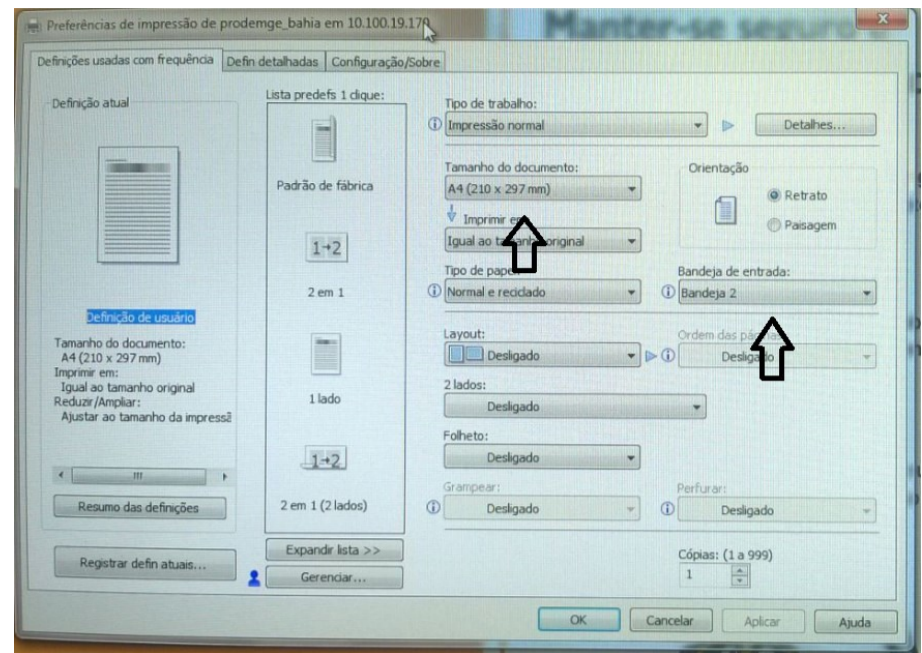 Manter-se seguro
Preferências de impressão de prodemge_bahia em 10.100.19.170
Definições usadas com frequência
Defin detalhadas
Configuração/Sobre
Definição atual
Definição de usuário
Tamanho do documento:
A4 (210 x 297 mm)
Imprimir em:
Igual ao tamanho original
Reduzir/Ampliar:
Ajustar ao tamanho da impressã
Resumo das definições
Registrar defin atuais...
Lista predefs 1 clique:
Padrão de fábrica
1→2
2 em 1
1 lado
1→2
2 em 1 (2 lados)
Expandir lista >>
Gerenciar...
Tipo de trabalho:
Impressão normal
Detalhes...
Tamanho do documento:
A4 (210 x 297 mm)
Imprimir em
Igual ao tamanho original
Orientação
Retrato
Paisagem
Tipo de papel
Normal e reciclado
Bandeja de entrada:
Bandeja 2
Layout:
Desligado
Ordem das páginas
Desligado
2 lados:
Desligado
Folheto:
Desligado
Grampear:
Desligado
Perfurar:
Desligado
Cópias: (1 a 999)
1
OK
Cancelar
Aplicar
Ajuda